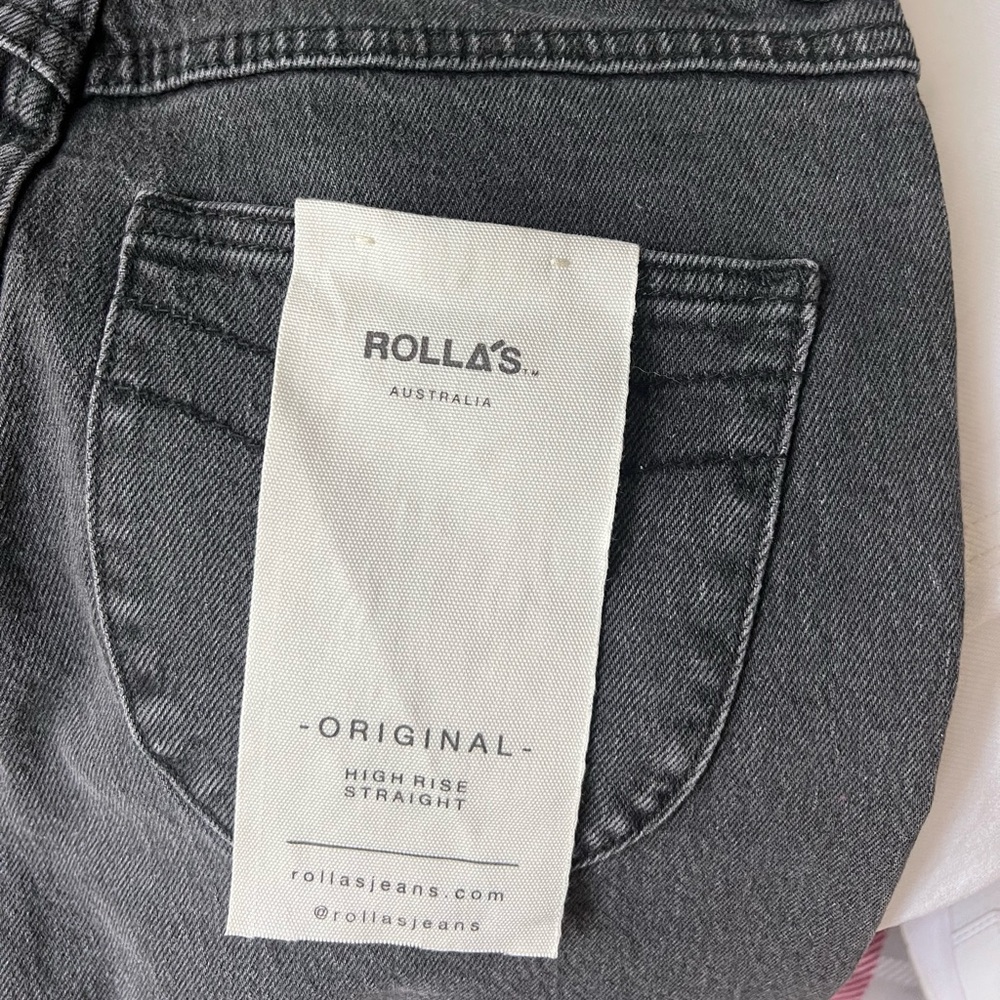 ROLLA'S™
AUSTRALIA
-ORIGINAL-
HIGH RISE
STRAIGHT
rollasjeans.com
@rollasjeans